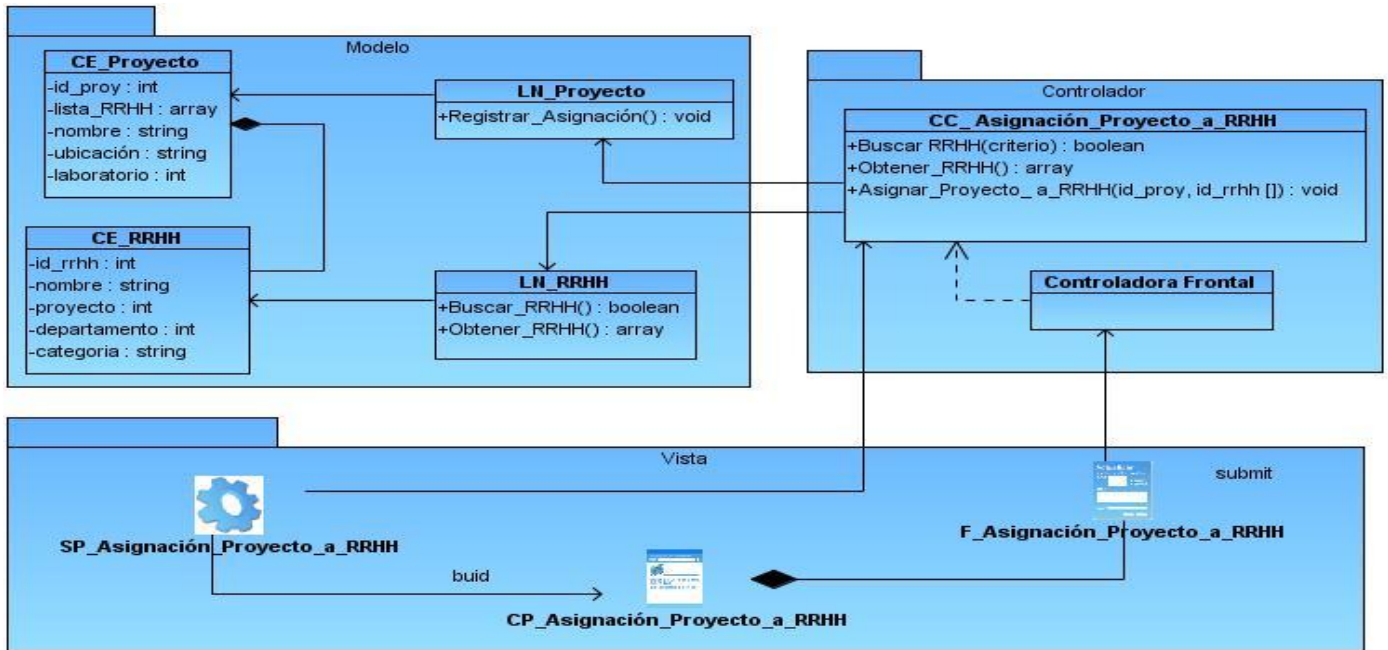 Modelo
CE_Proyecto
-id_proy : int
-lista_RRHH : array
-nombre : string
-ubicación : string
-laboratorio : int
LN_Proyecto
+Registrar_Asignación() : void
CE_RRHH
-id_rrhh : int
-nombre : string
-proyecto : int
-departamento : int
-categoria : string
LN_RRHH
+Buscar_RRHH() : boolean
+Obtener_RRHH() : array
Controlador
CC_ Asignación_Proyecto_a_RRHH
+Buscar RRHH(criterio) : boolean
+Obtener_RRHH() : array
+Asignar_Proyecto_ a_RRHH(id_proy, id_rrhh []) : void
Controladora Frontal
Vista
submit
SP_Asignación_Proyecto_a_RRHH
F_Asignación_Proyecto_a_RRHH
buid
CP_Asignación_Proyecto_a_RRHH